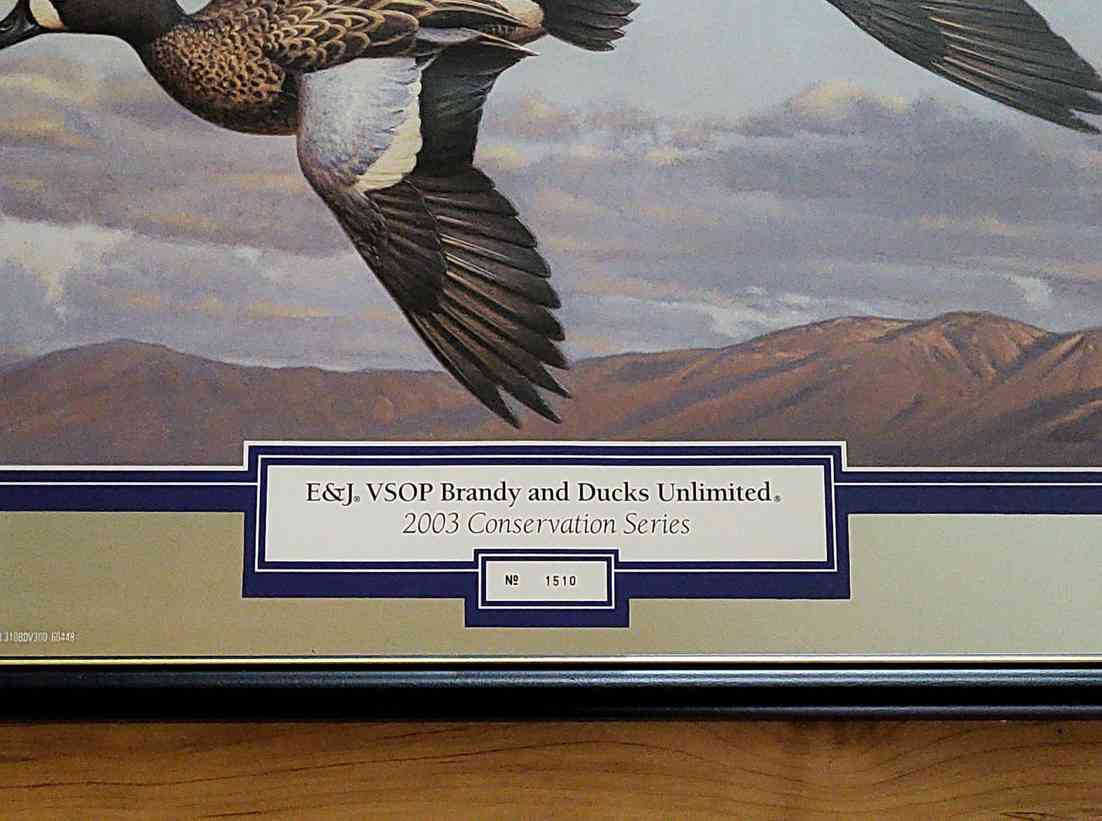 E&J® VSOP Brandy and Ducks Unlimited®
2003 Conservation Series
№ 1510